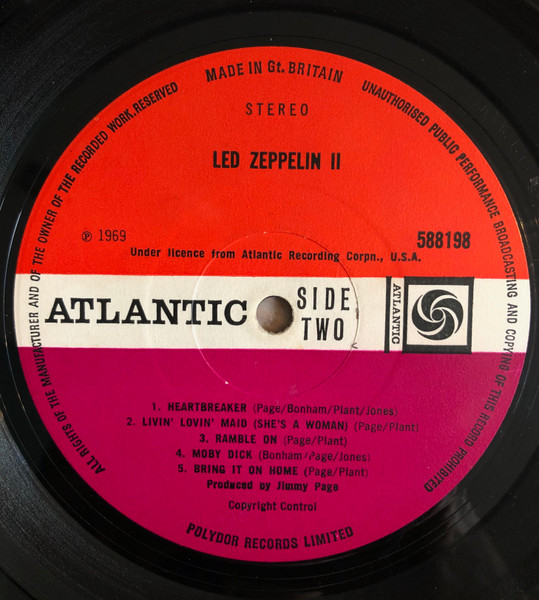 MADE IN Gt. BRITAIN
ALL RIGHTS OF THE MANUFACTURER AND OF THE OWNER OF THE RECORDED WORK RESERVED
UNAUTHORISED PUBLIC PERFORMANCE BROADCASTING AND COPYING OF THIS RECORD PROHIBITED
STEREO
LED ZEPPELIN II
℗ 1969
588198
Under licence from Atlantic Recording Corpn., U.S.A.
ATLANTIC
SIDE
TWO
ATLANTIC
1. HEARTBREAKER (Page/Bonham/Plant/Jones)
2. LIVIN' LOVIN' MAID (SHE'S A WOMAN) (Page/Plant)
3. RAMBLE ON (Page/Plant)
4. MOBY DICK (Bonham/Page/Jones)
5. BRING IT ON HOME (Page/Plant)
Produced by Jimmy Page
Copyright Control
POLYDOR RECORDS LIMITED